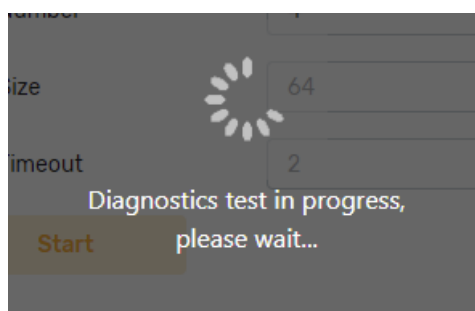 Size
64
Timeout
2
Diagnostics test in progress,
please wait...
Start